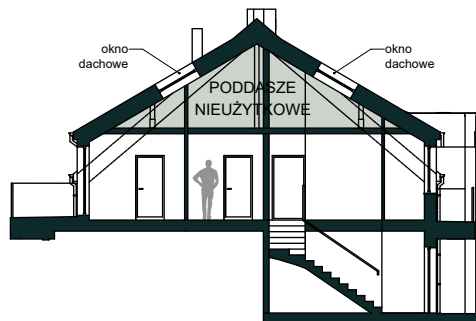 okno
dachowe
okno
dachowe
PODDASZE
NIEUŻYTKOWE